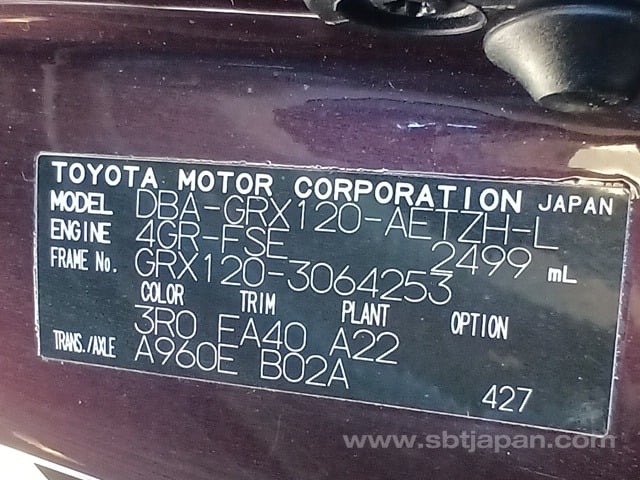 TOYOTA MOTOR CORPORATION JAPAN
MODEL DBA-GRX120-AETZH-L
ENGINE 4GR-FSE 2499 mL
FRAME No. GRX120-3064253
COLOR TRIM PLANT OPTION
3R0 FA40 A22
TRANS./AXLE A960E B02A
427
www.sbtjapan.com